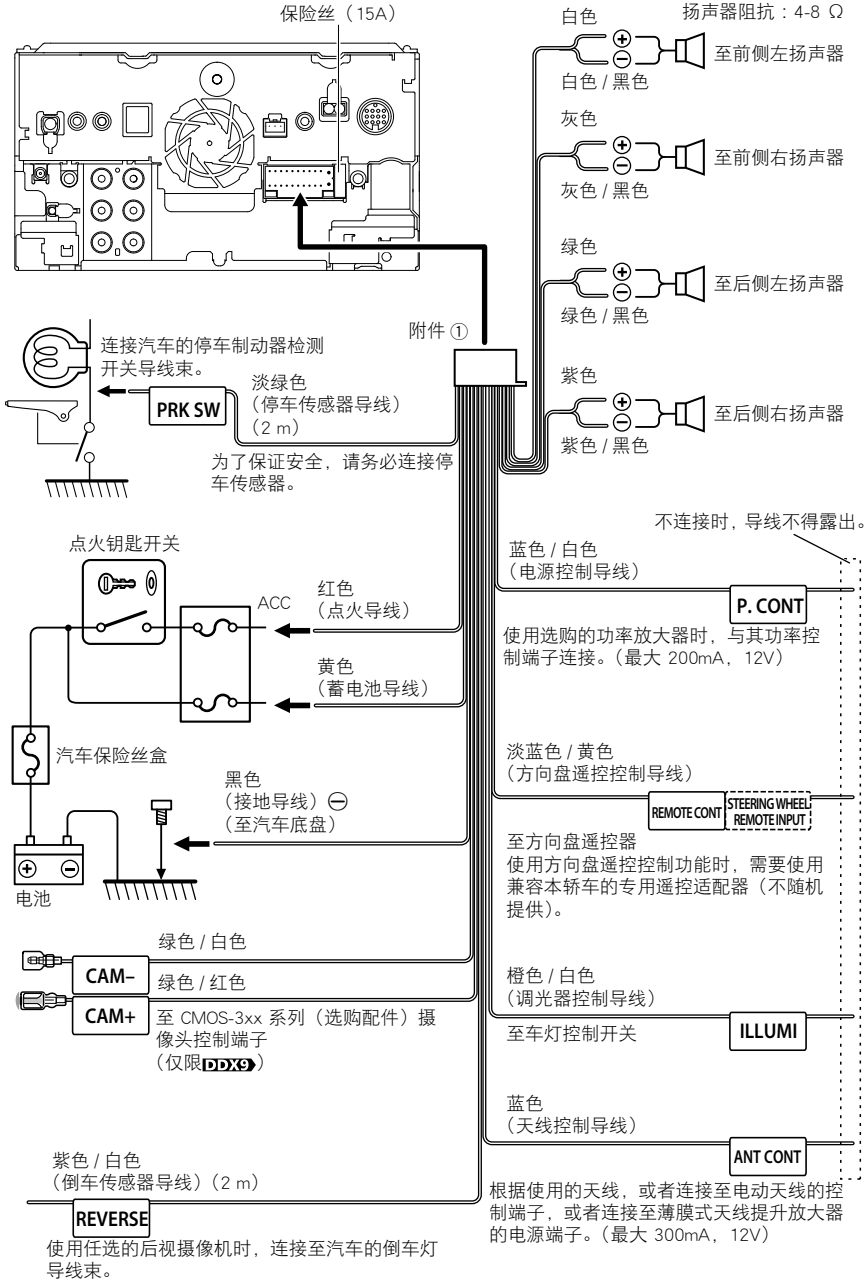 保险丝（15A）
白色
扬声器阻抗：4-8 Ω
至前侧左扬声器
白色 / 黑色
灰色
至前侧右扬声器
灰色 / 黑色
绿色
至后侧左扬声器
绿色 / 黑色
紫色
至后侧右扬声器
紫色 / 黑色
附件 ①
连接汽车的停车制动器检测
开关导线束。
PRK SW
淡绿色
（停车传感器导线）
（2 m）
为了保证安全，请务必连接停
车传感器。
不连接时，导线不得露出。
点火钥匙开关
ACC
红色
（点火导线）
黄色
（蓄电池导线）
汽车保险丝盒
黑色
（接地导线）⊖
（至汽车底盘）
⊕ ⊖
电池
蓝色 / 白色
（电源控制导线）
P. CONT
使用选购的功率放大器时，与其功率控
制端子连接。（最大 200mA，12V）
淡蓝色 / 黄色
（方向盘遥控控制导线）
REMOTE CONT
STEERING WHEEL
REMOTE INPUT
至方向盘遥控器
使用方向盘遥控控制功能时，需要使用
兼容本轿车的专用遥控适配器（不随机
提供）。
绿色 / 白色
CAM–
绿色 / 红色
CAM+
至 CMOS-3xx 系列（选购配件）摄
像头控制端子
（仅限DDX9）
橙色 / 白色
（调光器控制导线）
ILLUMI
至车灯控制开关
蓝色
（天线控制导线）
ANT CONT
根据使用的天线，或者连接至电动天线的控
制端子，或者连接至薄膜式天线提升放大器
的电源端子。（最大 300mA，12V）
紫色 / 白色
（倒车传感器导线）（2 m）
REVERSE
使用任选的后视摄像机时，连接至汽车的倒车灯
导线束。